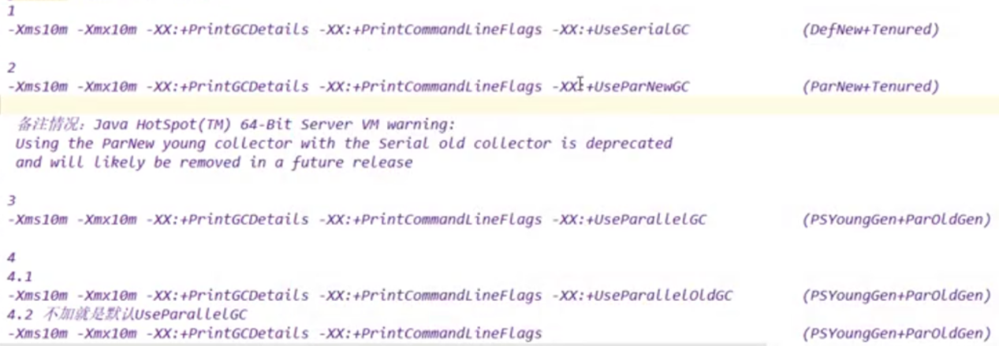 1
-Xms10m -Xmx10m -XX:+PrintGCDetails -XX:+PrintCommandLineFlags -XX:+UseSerialGC (DefNew+Tenured)
2
-Xms10m -Xmx10m -XX:+PrintGCDetails -XX:+PrintCommandLineFlags -XX:+UseParNewGC (ParNew+Tenured)
备注情况：Java HotSpot(TM) 64-Bit Server VM warning:
Using the ParNew young collector with the Serial old collector is deprecated
and will likely be removed in a future release
3
-Xms10m -Xmx10m -XX:+PrintGCDetails -XX:+PrintCommandLineFlags -XX:+UseParallelGC (PSYoungGen+ParOldGen)
4
4.1
-Xms10m -Xmx10m -XX:+PrintGCDetails -XX:+PrintCommandLineFlags -XX:+UseParallelOldGC (PSYoungGen+ParOldGen)
4.2 不加就是默认UseParallelGC
-Xms10m -Xmx10m -XX:+PrintGCDetails -XX:+PrintCommandLineFlags (PSYoungGen+ParOldGen)